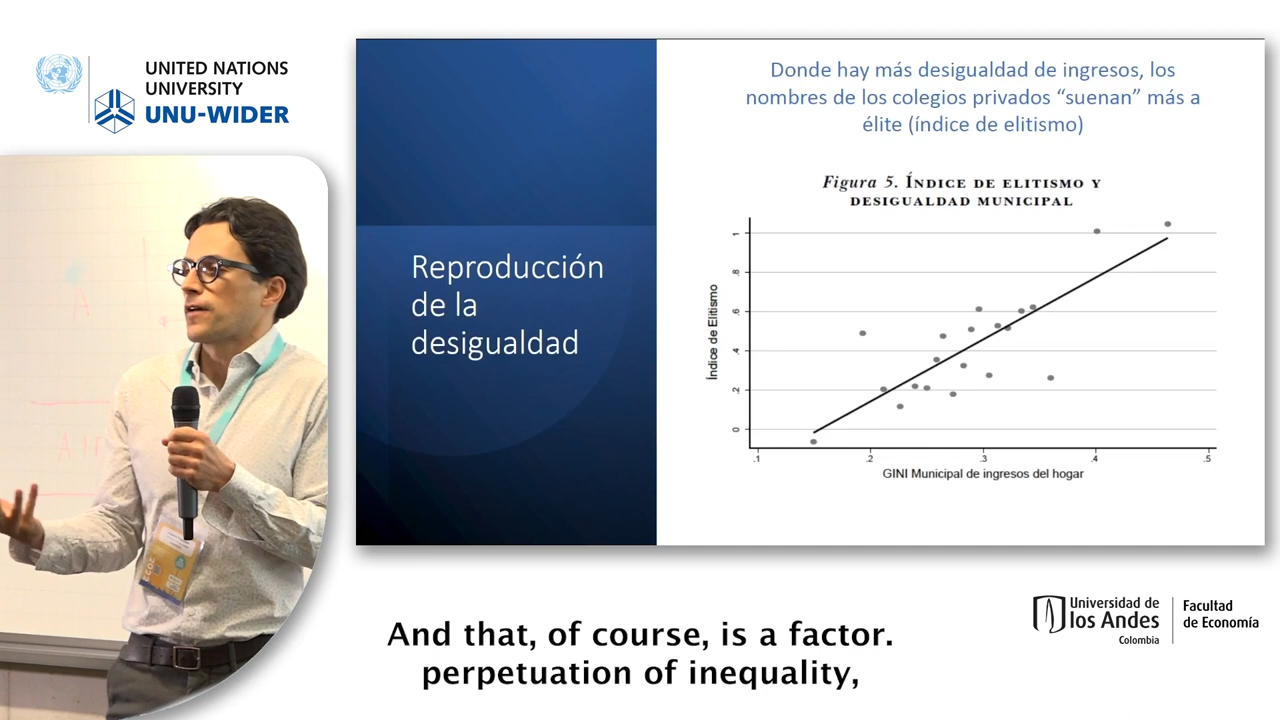 UNITED NATIONS
UNIVERSITY
UNU-WIDER
Donde hay más desigualdad de ingresos, los
nombres de los colegios privados “suenan” más a
élite (índice de elitismo)
Figura 5. ÍNDICE DE ELITISMO Y
DESIGUALDAD MUNICIPAL
Reproducción
de la
desigualdad
Índice de Elitismo
1
.8
.6
.4
.2
0
.1 .2 .3 .4 .5
GINI Municipal de ingresos del hogar
And that, of course, is a factor.
perpetuation of inequality,
Universidad de
los Andes
Colombia
Facultad
de Economía